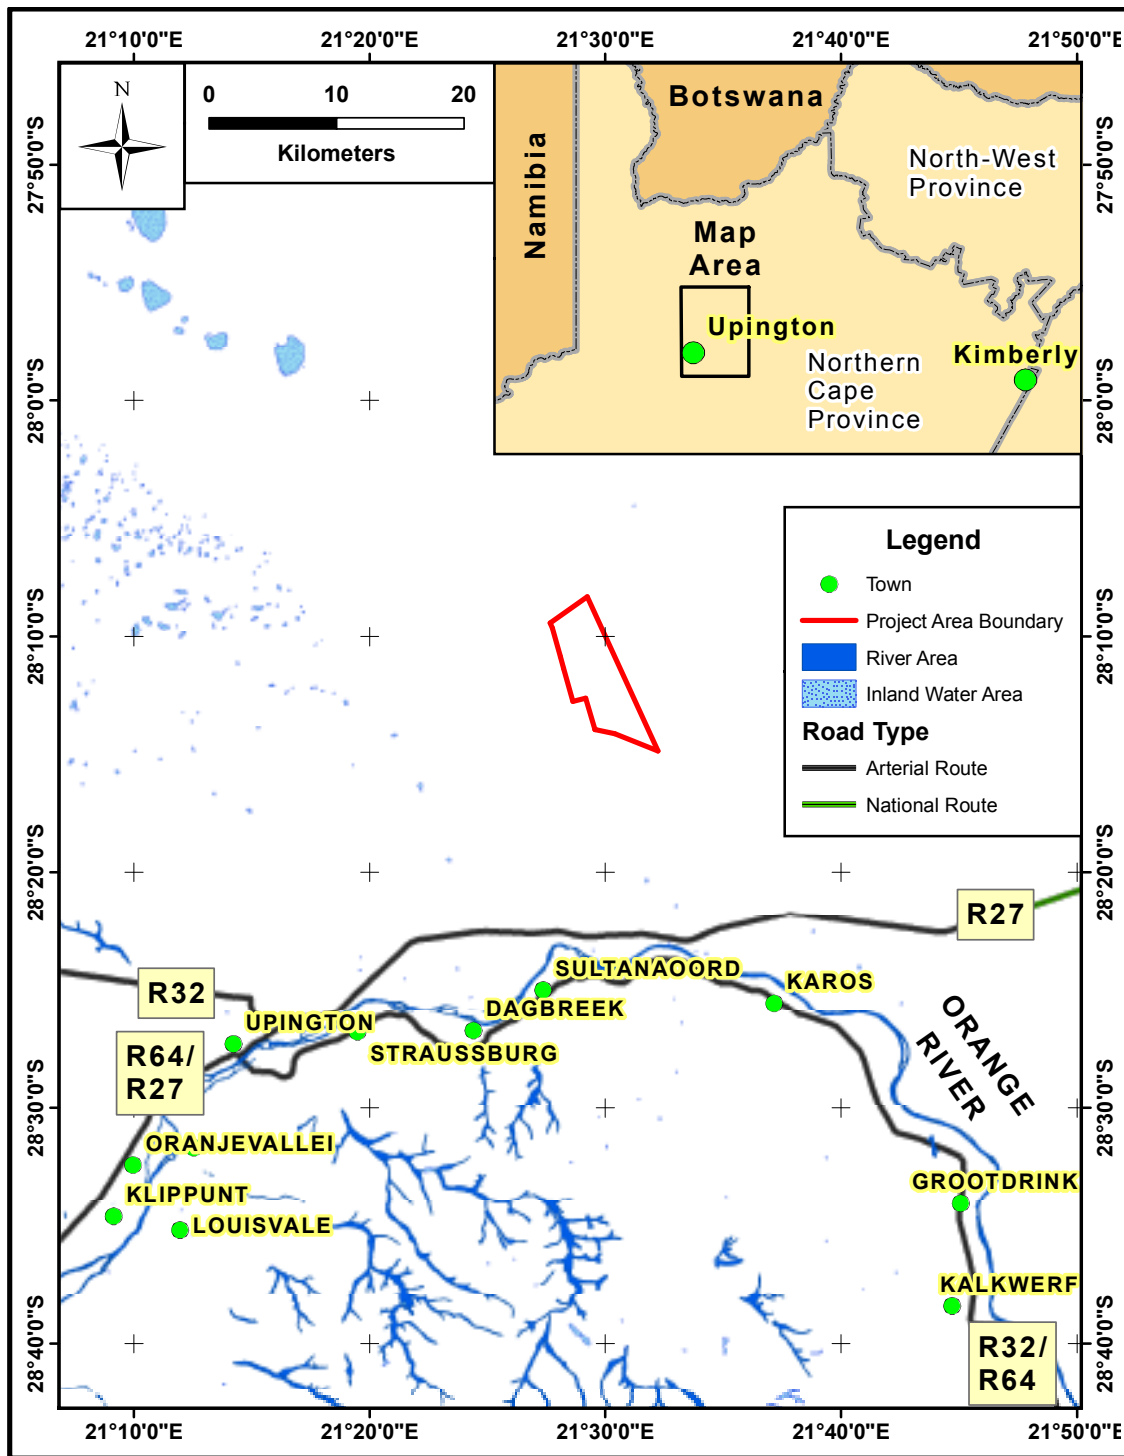 21°10'0"E 21°20'0"E 21°30'0"E 21°40'0"E 21°50'0"E
N
0 10 20
Kilometers
Botswana
Namibia
North-West
Province
Map
Area
Upington
Kimberly
Northern
Cape
Province
27°50'0"S
27°50'0"S
28°0'0"S
28°0'0"S
Legend
Town
Project Area Boundary
River Area
Inland Water Area
Road Type
Arterial Route
National Route
28°10'0"S
28°10'0"S
28°20'0"S
28°20'0"S
R27
R32
SULTANAOORD
KAROS
DAGBREEK
UPINGTON
STRAUSSBURG
R64/
R27
ORANGE
RIVER
28°30'0"S
28°30'0"S
ORANJEVALLEI
KLIPPUNT
LOUISVALE
GROOTDRINK
KALKWERF
R32/
R64
28°40'0"S
28°40'0"S
21°10'0"E 21°20'0"E 21°30'0"E 21°40'0"E 21°50'0"E